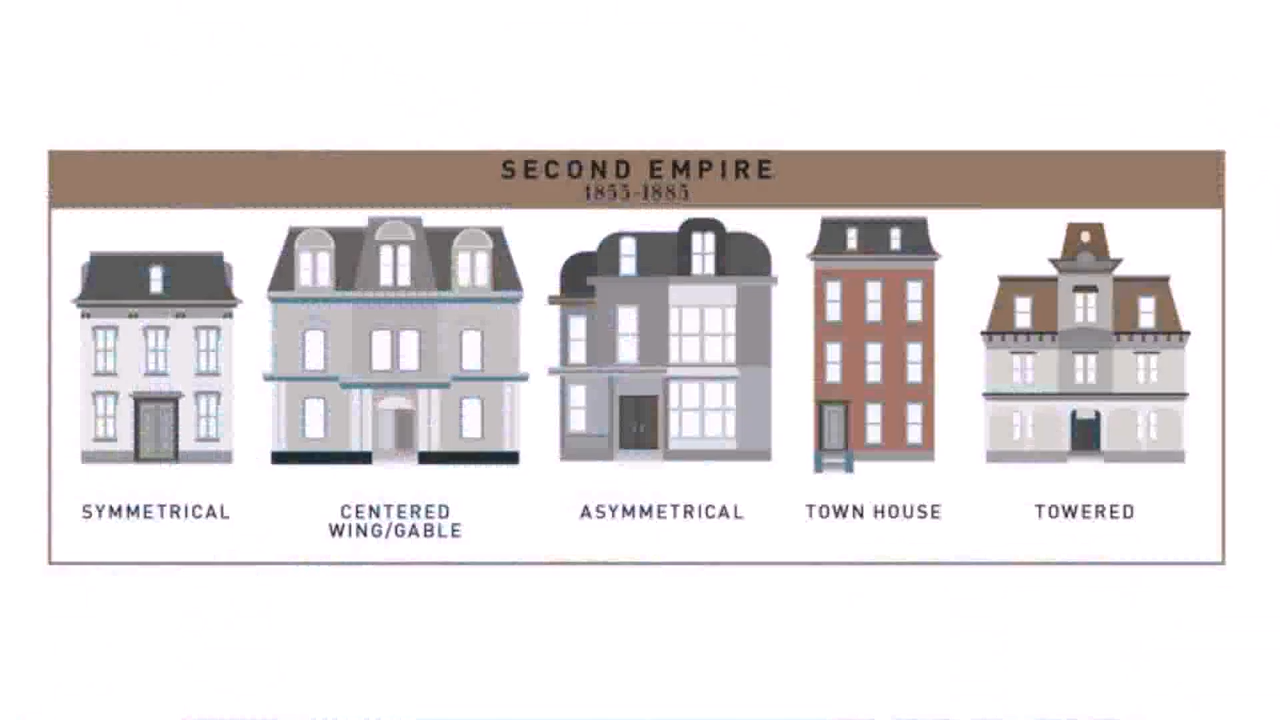 SECOND EMPIRE
1855-1885
SYMMETRICAL
CENTERED
WING/GABLE
ASYMMETRICAL
TOWN HOUSE
TOWERED